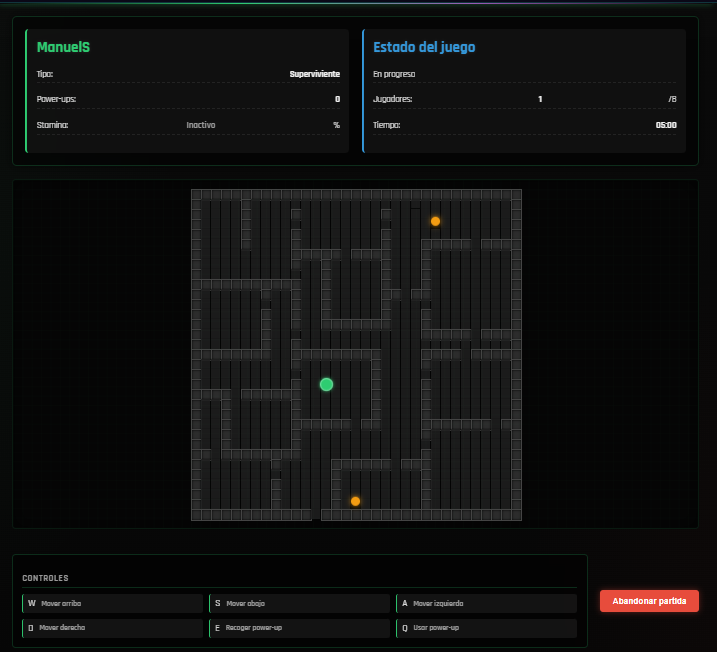 ManuelS
Tipo: Superviviente
Power-ups: 0
Stamina: Inactivo %
Estado del juego
En progreso
Jugadores: 1 /8
Tiempo: 05:00
CONTROLES
W Mover arriba
S Mover abajo
A Mover izquierda
D Mover derecha
E Recoger power-up
Q Usar power-up
Abandonar partida